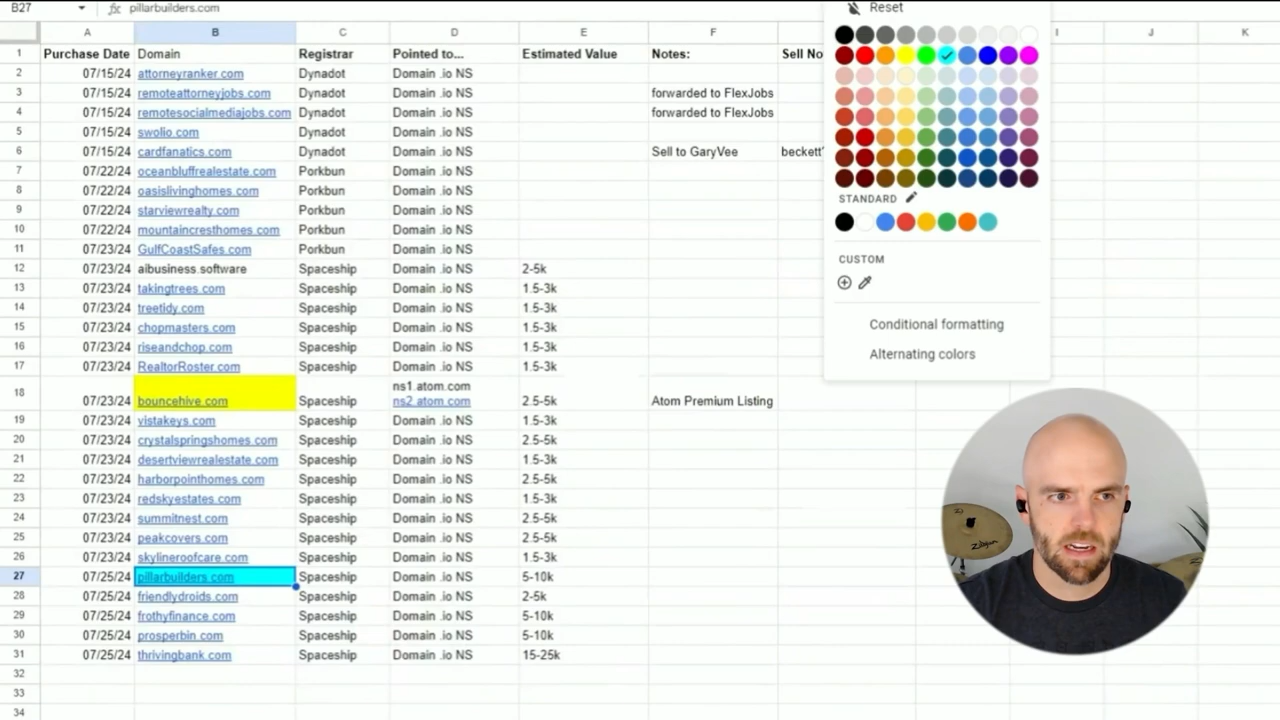 B27 fx pillarbuilders.com
Reset
A B C D E F I J K
1 Purchase Date Domain Registrar Pointed to... Estimated Value Notes: Sell No
2 07/15/24 attorneyranker.com Dynadot Domain .io NS
3 07/15/24 remoteattorneyjobs.com Dynadot Domain .io NS forwarded to FlexJobs
4 07/15/24 remotesocialmediajobs.com Dynadot Domain .io NS forwarded to FlexJobs
5 07/15/24 swolio.com Dynadot Domain .io NS
6 07/15/24 cardfanatics.com Dynadot Domain .io NS Sell to GaryVee beckett'
7 07/22/24 oceanbluffrealestate.com Porkbun Domain .io NS
8 07/22/24 oasislivinghomes.com Porkbun Domain .io NS
9 07/22/24 starviewrealty.com Porkbun Domain .io NS
10 07/22/24 mountaincresthomes.com Porkbun Domain .io NS
11 07/23/24 GulfCoastSafes.com Porkbun Domain .io NS
12 07/23/24 aibusiness.software Spaceship Domain .io NS 2-5k
13 07/23/24 takingtrees.com Spaceship Domain .io NS 1.5-3k
14 07/23/24 treetidy.com Spaceship Domain .io NS 1.5-3k
15 07/23/24 chopmasters.com Spaceship Domain .io NS 1.5-3k
16 07/23/24 riseandchop.com Spaceship Domain .io NS 1.5-3k
17 07/23/24 RealtorRoster.com Spaceship Domain .io NS 1.5-3k
ns1.atom.com
18 07/23/24 bouncehive.com Spaceship ns2.atom.com 2.5-5k Atom Premium Listing
19 07/23/24 vistakeys.com Spaceship Domain .io NS 1.5-3k
20 07/23/24 crystalspringshomes.com Spaceship Domain .io NS 2.5-5k
21 07/23/24 desertviewrealestate.com Spaceship Domain .io NS 1.5-3k
22 07/23/24 harborpointhomes.com Spaceship Domain .io NS 2.5-5k
23 07/23/24 redskyestates.com Spaceship Domain .io NS 1.5-3k
24 07/23/24 summitnest.com Spaceship Domain .io NS 2.5-5k
25 07/23/24 peakcovers.com Spaceship Domain .io NS 2.5-5k
26 07/23/24 skylineroofcare.com Spaceship Domain .io NS 1.5-3k
27 07/25/24 pillarbuilders.com Spaceship Domain .io NS 5-10k
28 07/25/24 friendlydroids.com Spaceship Domain .io NS 2-5k
29 07/25/24 frothyfinance.com Spaceship Domain .io NS 5-10k
30 07/25/24 prosperbin.com Spaceship Domain .io NS 5-10k
31 07/25/24 thrivingbank.com Spaceship Domain .io NS 15-25k
32
33
34
STANDARD
CUSTOM
Conditional formatting
Alternating colors
Zildjian